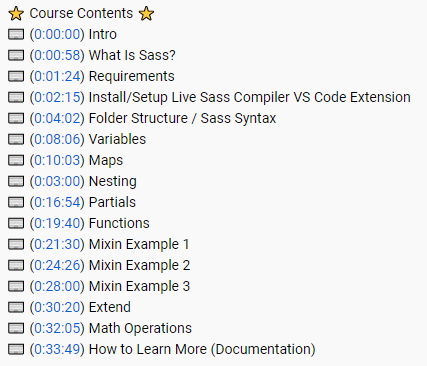 ⭐ Course Contents ⭐
⌨️ (0:00:00) Intro
⌨️ (0:00:58) What Is Sass?
⌨️ (0:01:24) Requirements
⌨️ (0:02:15) Install/Setup Live Sass Compiler VS Code Extension
⌨️ (0:04:02) Folder Structure / Sass Syntax
⌨️ (0:08:06) Variables
⌨️ (0:10:03) Maps
⌨️ (0:03:00) Nesting
⌨️ (0:16:54) Partials
⌨️ (0:19:40) Functions
⌨️ (0:21:30) Mixin Example 1
⌨️ (0:24:26) Mixin Example 2
⌨️ (0:28:00) Mixin Example 3
⌨️ (0:30:20) Extend
⌨️ (0:32:05) Math Operations
⌨️ (0:33:49) How to Learn More (Documentation)